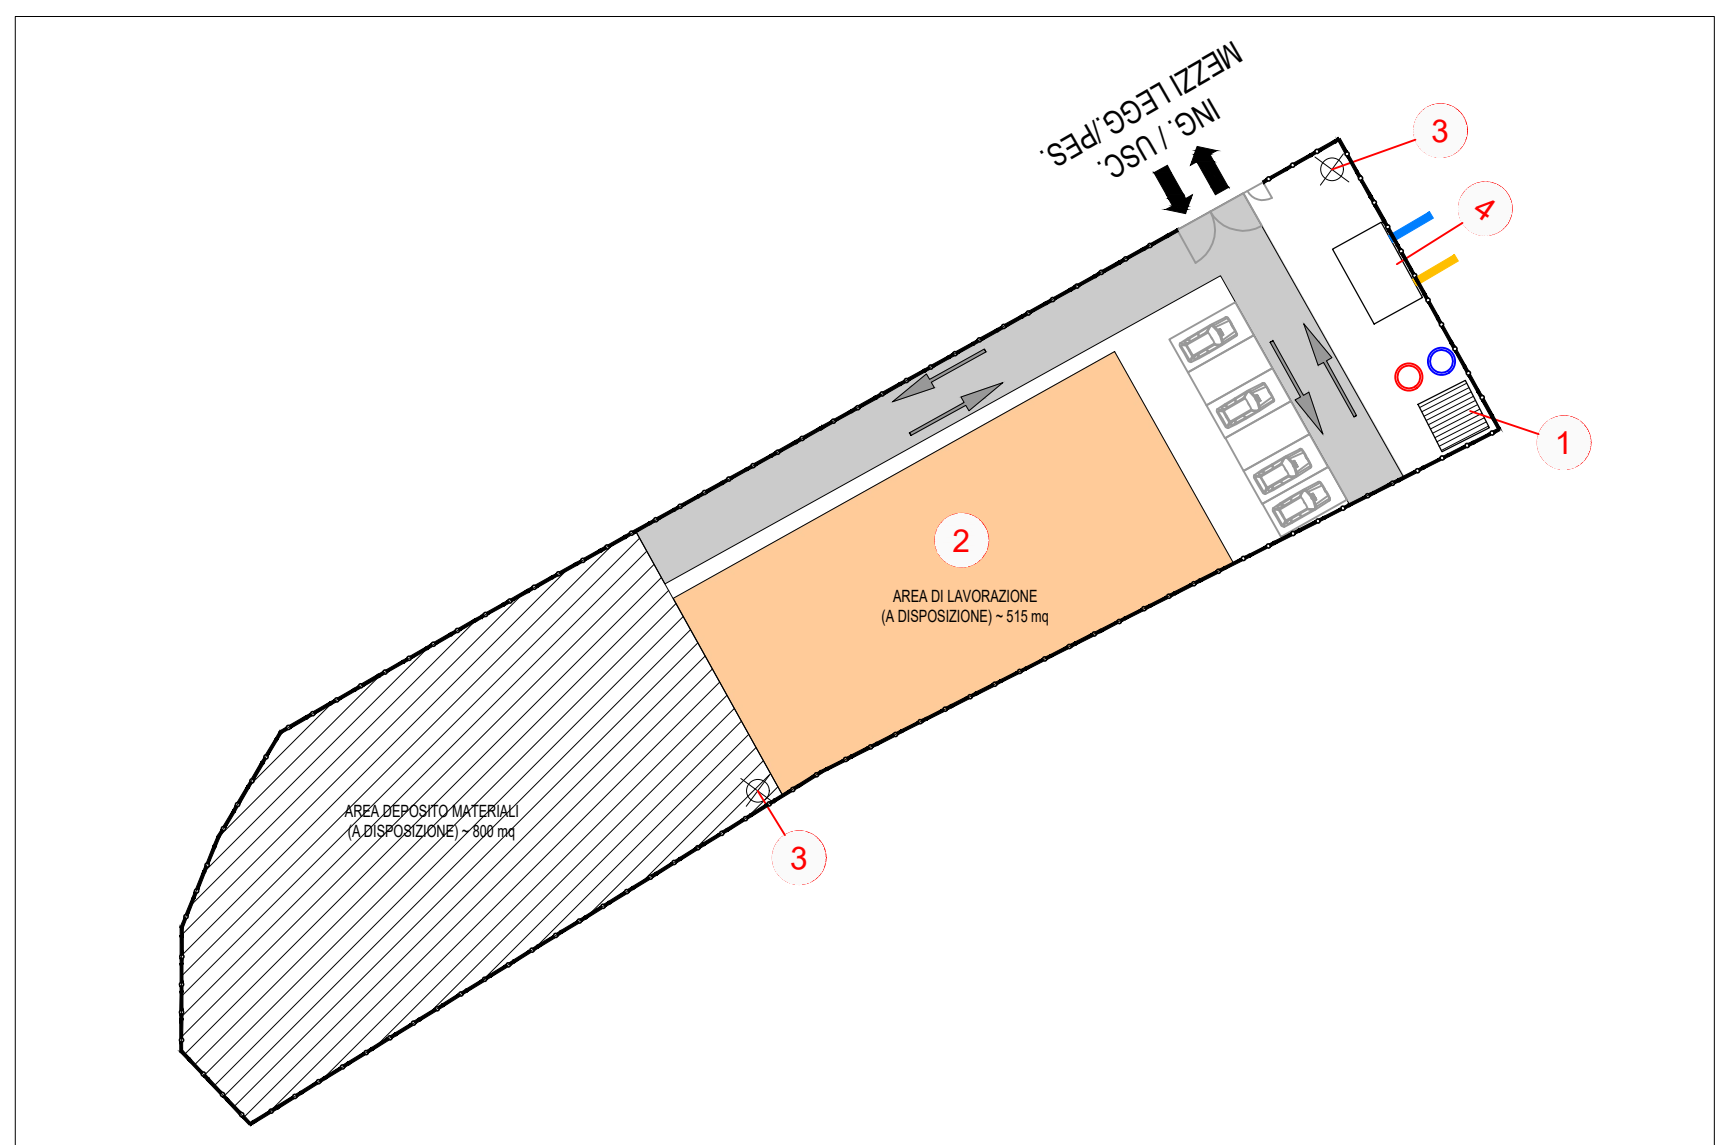 MEZZI LEGG./PES.
ING. / USC.
3
4
1
2
AREA DI LAVORAZIONE
(A DISPOSIZIONE) ~ 515 mq
AREA DEPOSITO MATERIALI
(A DISPOSIZIONE) ~ 800 mq
3